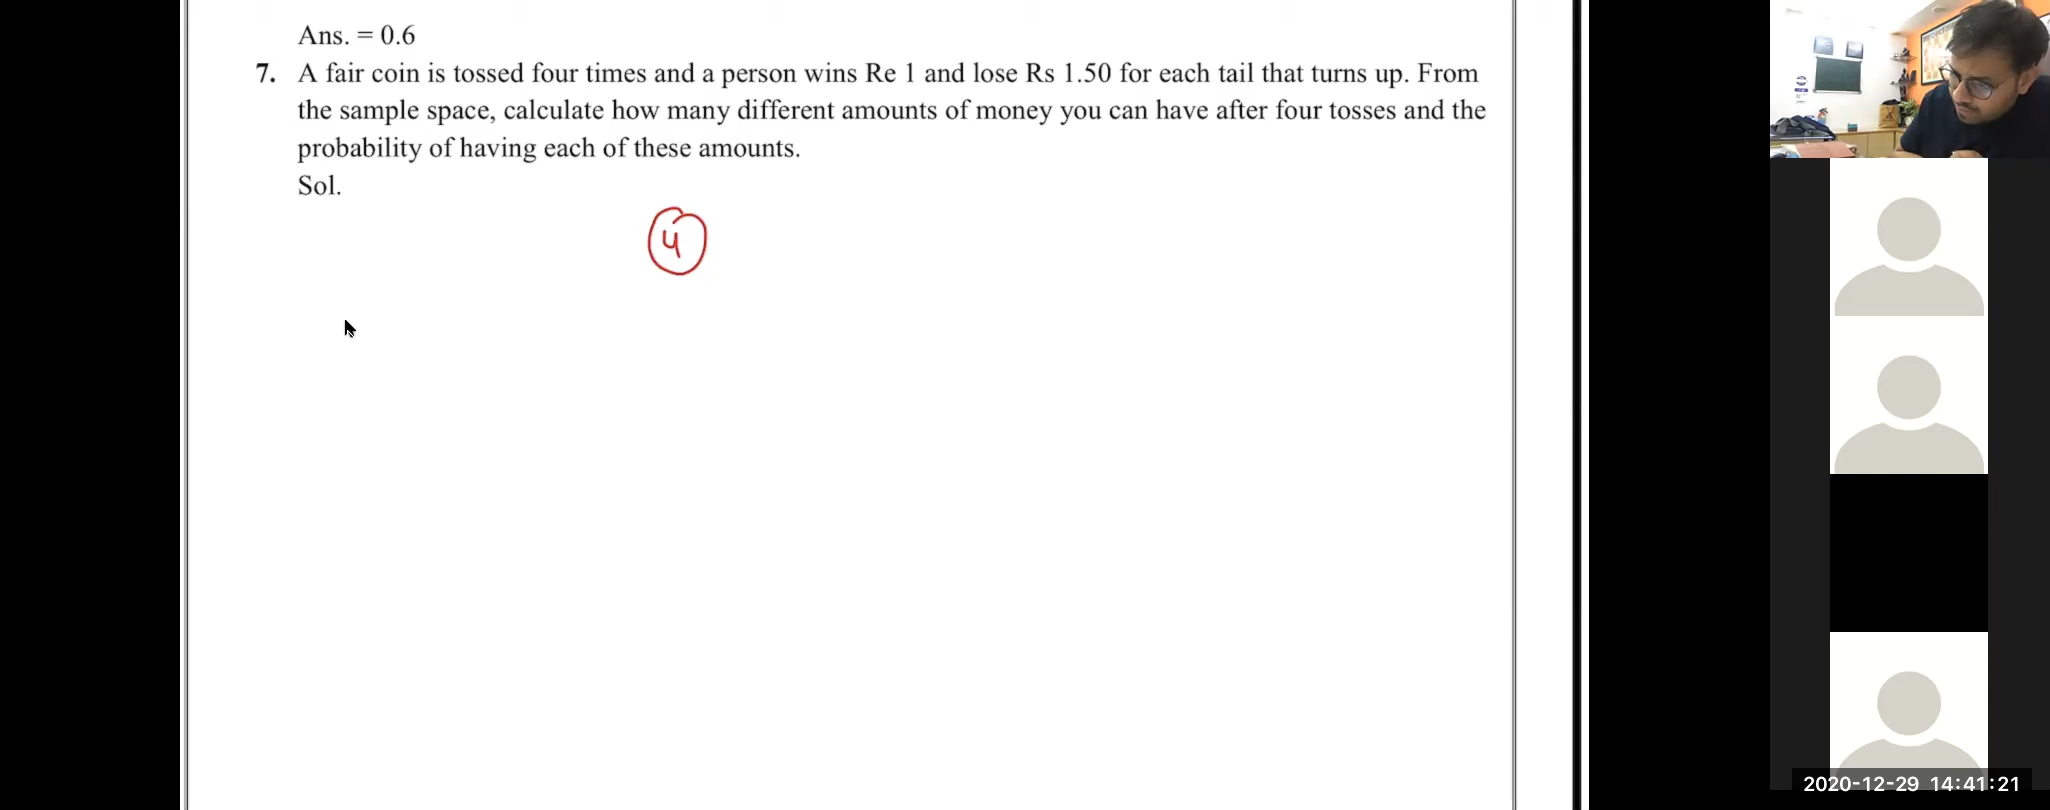 Ans. = 0.6
7. A fair coin is tossed four times and a person wins Re 1 and lose Rs 1.50 for each tail that turns up. From
the sample space, calculate how many different amounts of money you can have after four tosses and the
probability of having each of these amounts.
Sol.
4
2020-12-29 14:41:21